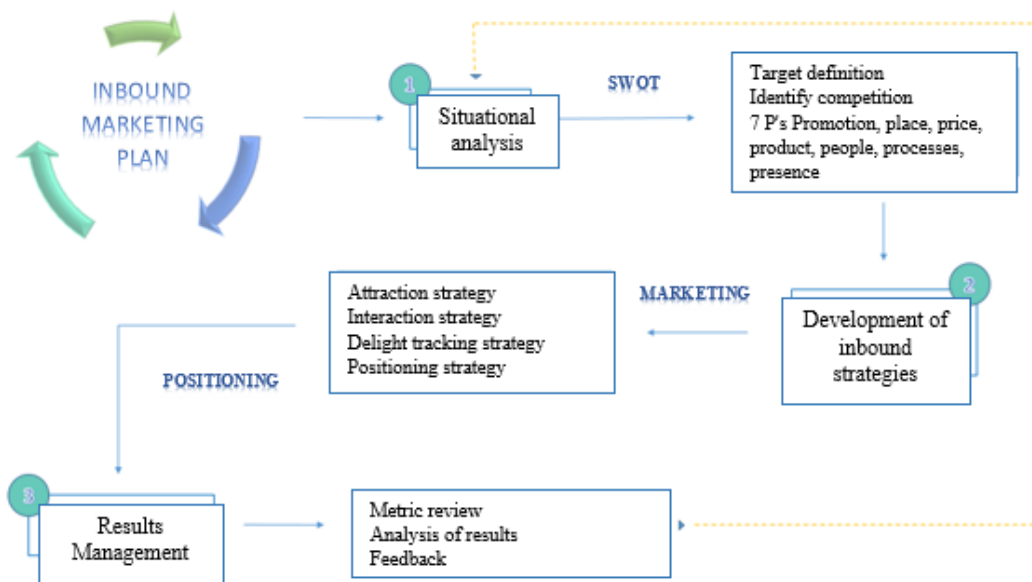 INBOUND
MARKETING
PLAN
1
Situational
analysis
SWOT
Target definition
Identify competition
7 P's Promotion, place, price,
product, people, processes,
presence
2
Development of
inbound
strategies
MARKETING
Attraction strategy
Interaction strategy
Delight tracking strategy
Positioning strategy
POSITIONING
3
Results
Management
Metric review
Analysis of results
Feedback